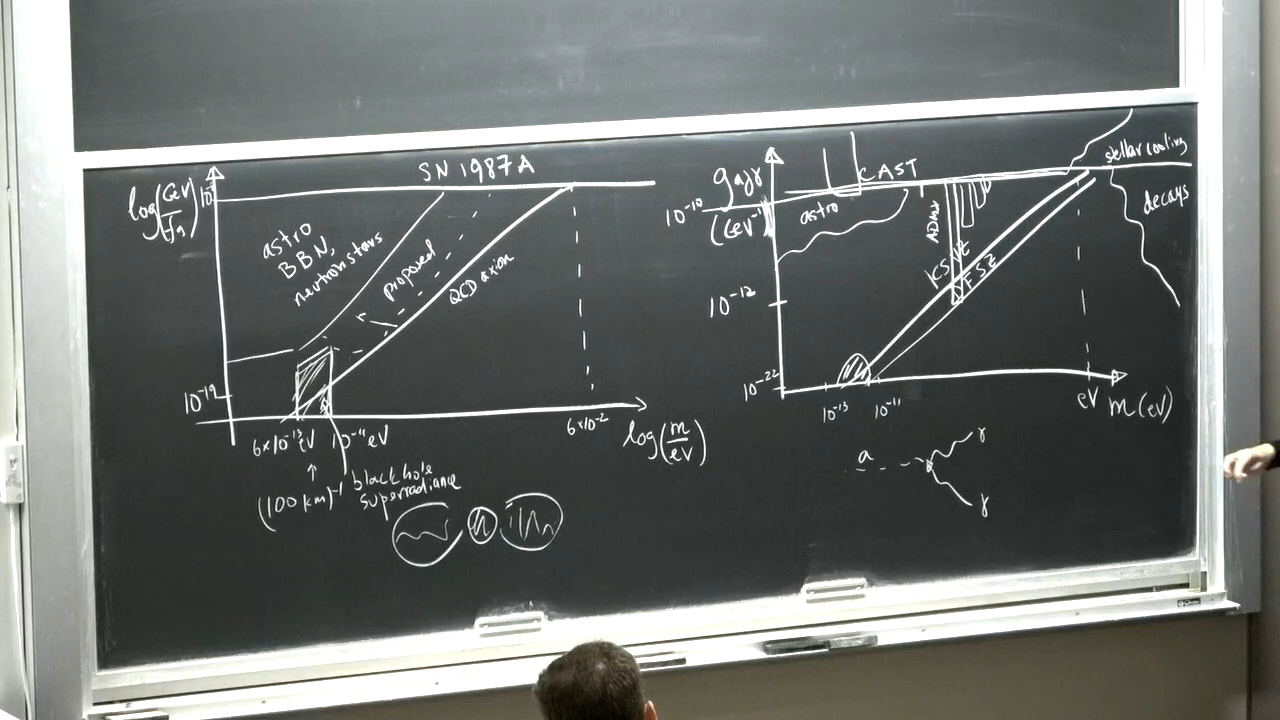 SN 1987A
log(GeV/fa)
astro
BBN,
neutron stars
proposed
QCD axion
10⁻¹⁹
6×10⁻¹³ eV
10⁻¹¹ eV
6×10⁻²
log(m/eV)
↑
(100 km)⁻¹
black hole
superradiance
gaγγ
(GeV⁻¹)
10⁻¹⁰
CAST
stellar cooling
astro
ADMX
decays
KSVZ
DFSZ
10⁻¹²
10⁻²²
10⁻¹³
10⁻¹¹
eV
m (eV)
a
γ
γ